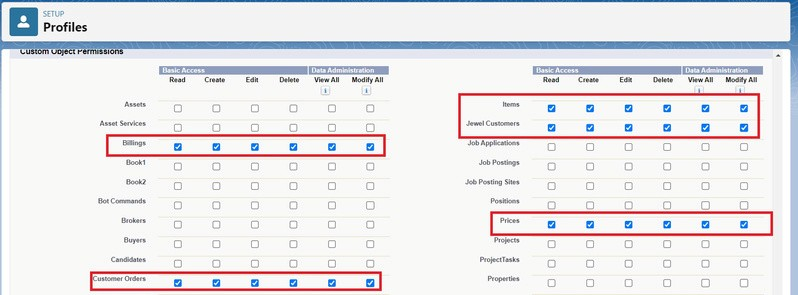 SETUP
Profiles
Custom Object Permissions
Basic Access Data Administration
Read Create Edit Delete View All Modify All
Assets
Asset Services
Billings
Book1
Book2
Bot Commands
Brokers
Buyers
Candidates
Customer Orders
Basic Access Data Administration
Read Create Edit Delete View All Modify All
Items
Jewel Customers
Job Applications
Job Postings
Job Posting Sites
Positions
Prices
Projects
ProjectTasks
Properties